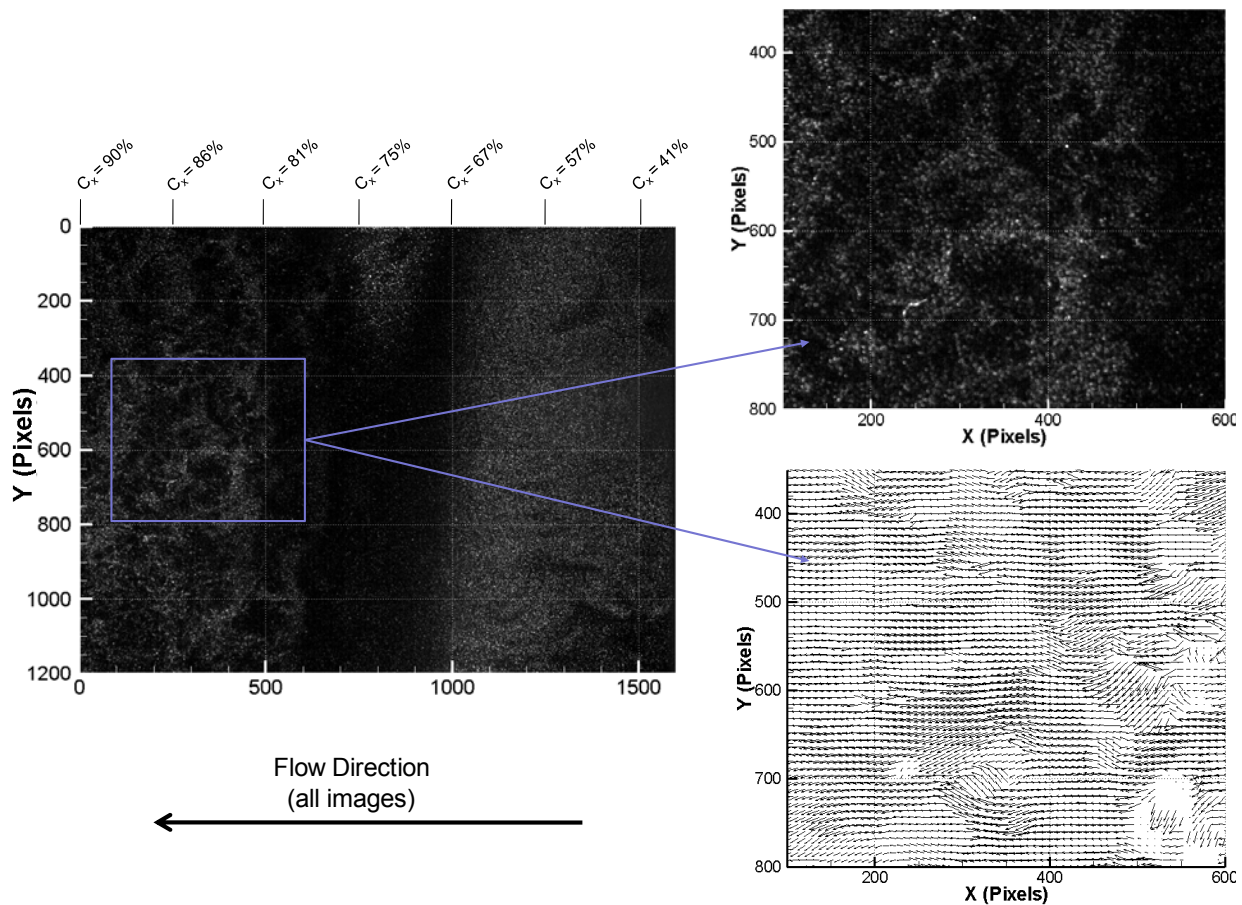 Cx = 90%
Cx = 86%
Cx = 81%
Cx = 75%
Cx = 67%
Cx = 57%
Cx = 41%
0
200
400
600
800
1000
1200
Y (Pixels)
0 500 1000 1500
Flow Direction
(all images)
400
500
600
700
800
Y (Pixels)
200 400 600
X (Pixels)
400
500
600
700
800
Y (Pixels)
200 400 600
X (Pixels)